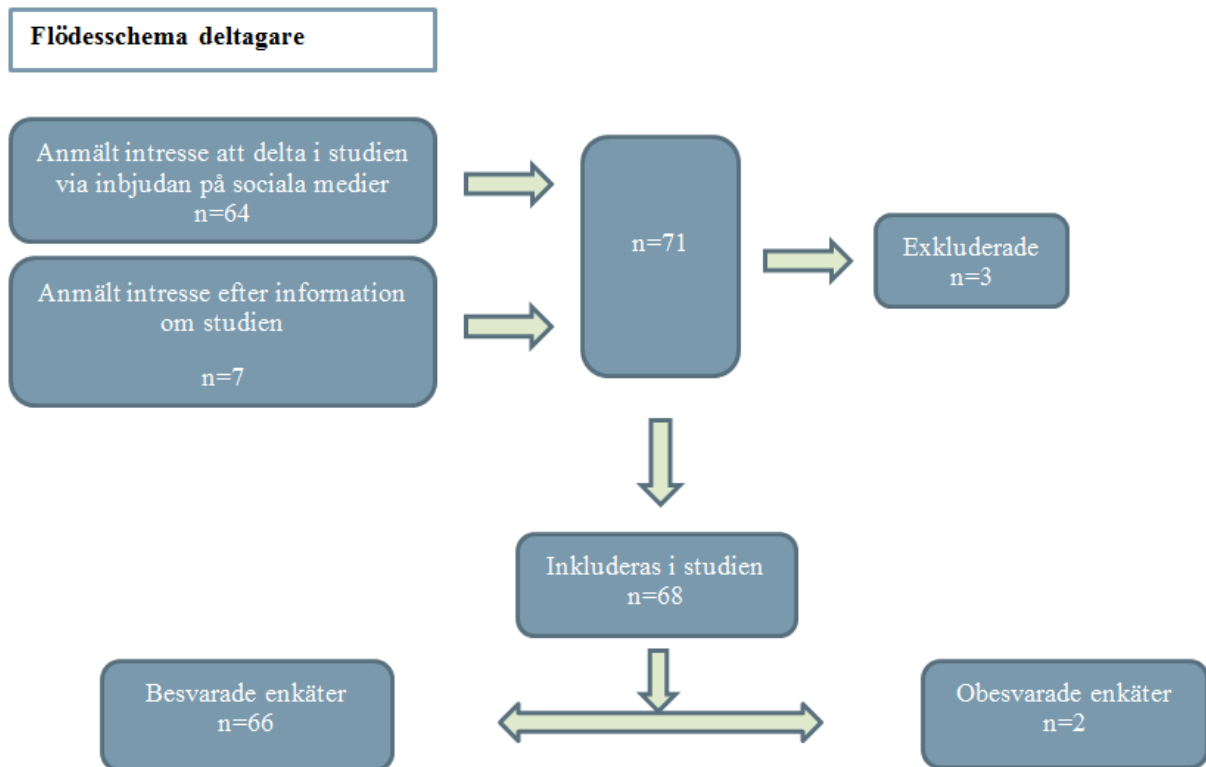 Flödesschema deltagare
Anmält intresse att delta i studien
via inbjudan på sociala medier
n=64
Anmält intresse efter information
om studien
n=7
n=71
Exkluderade
n=3
Inkluderas i studien
n=68
Besvarade enkäter
n=66
Obesvarade enkäter
n=2